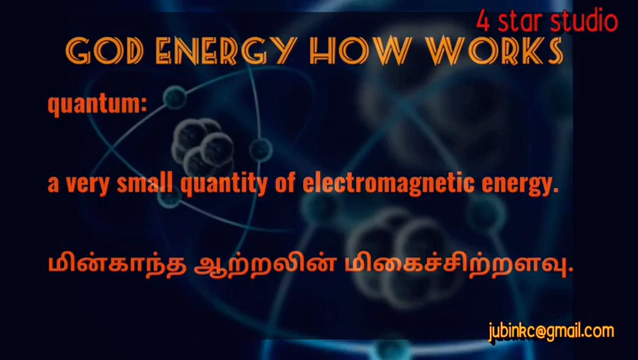 4 star studio
GOD ENERGY HOW WORKS
quantum:
a very small quantity of electromagnetic energy.
மின்காந்த ஆற்றலின் மிகைச்சிற்றளவு.
jubinkc@gmail.com